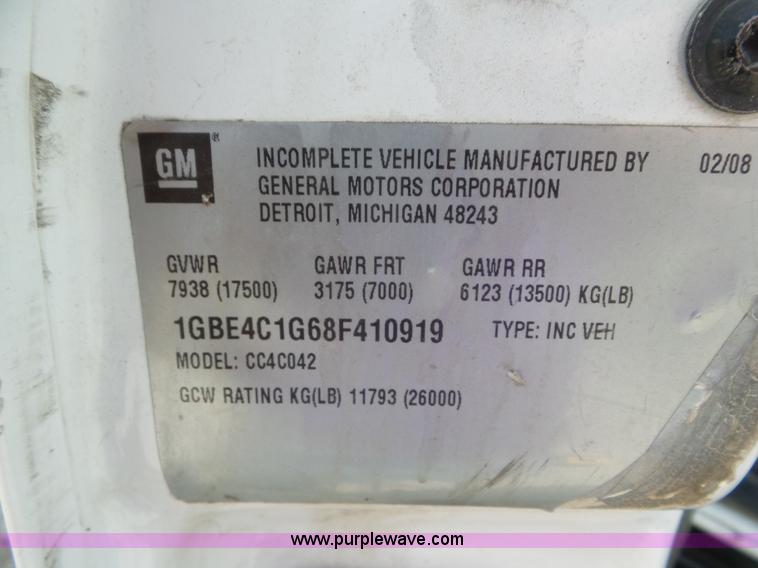 GM ® INCOMPLETE VEHICLE MANUFACTURED BY 02/08
GENERAL MOTORS CORPORATION
DETROIT, MICHIGAN 48243
GVWR GAWR FRT GAWR RR
7938 (17500) 3175 (7000) 6123 (13500) KG(LB)
1GBE4C1G68F410919 TYPE: INC VEH
MODEL: CC4C042
GCW RATING KG(LB) 11793 (26000)
www.purplewave.com